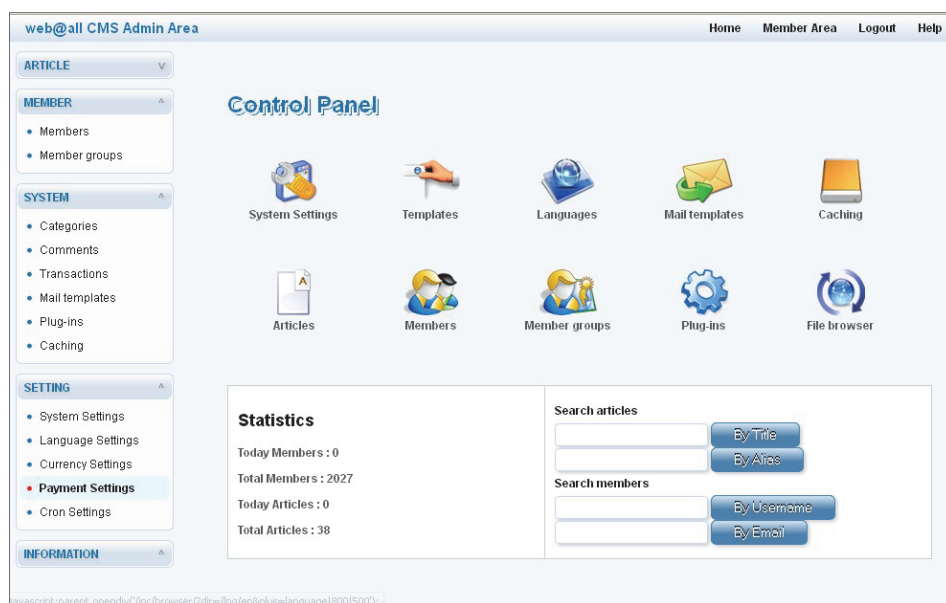 web@all CMS Admin Area
Home Member Area Logout Help
ARTICLE
MEMBER
Members
Member groups
SYSTEM
Categories
Comments
Transactions
Mail templates
Plug-ins
Caching
SETTING
System Settings
Language Settings
Currency Settings
Payment Settings
Cron Settings
INFORMATION
Control Panel
System Settings Templates Languages Mail templates Caching
Articles Members Member groups Plug-ins File browser
Statistics
Today Members : 0
Total Members : 2027
Today Articles : 0
Total Articles : 38
Search articles
By Title
By Alias
Search members
By Username
By Email